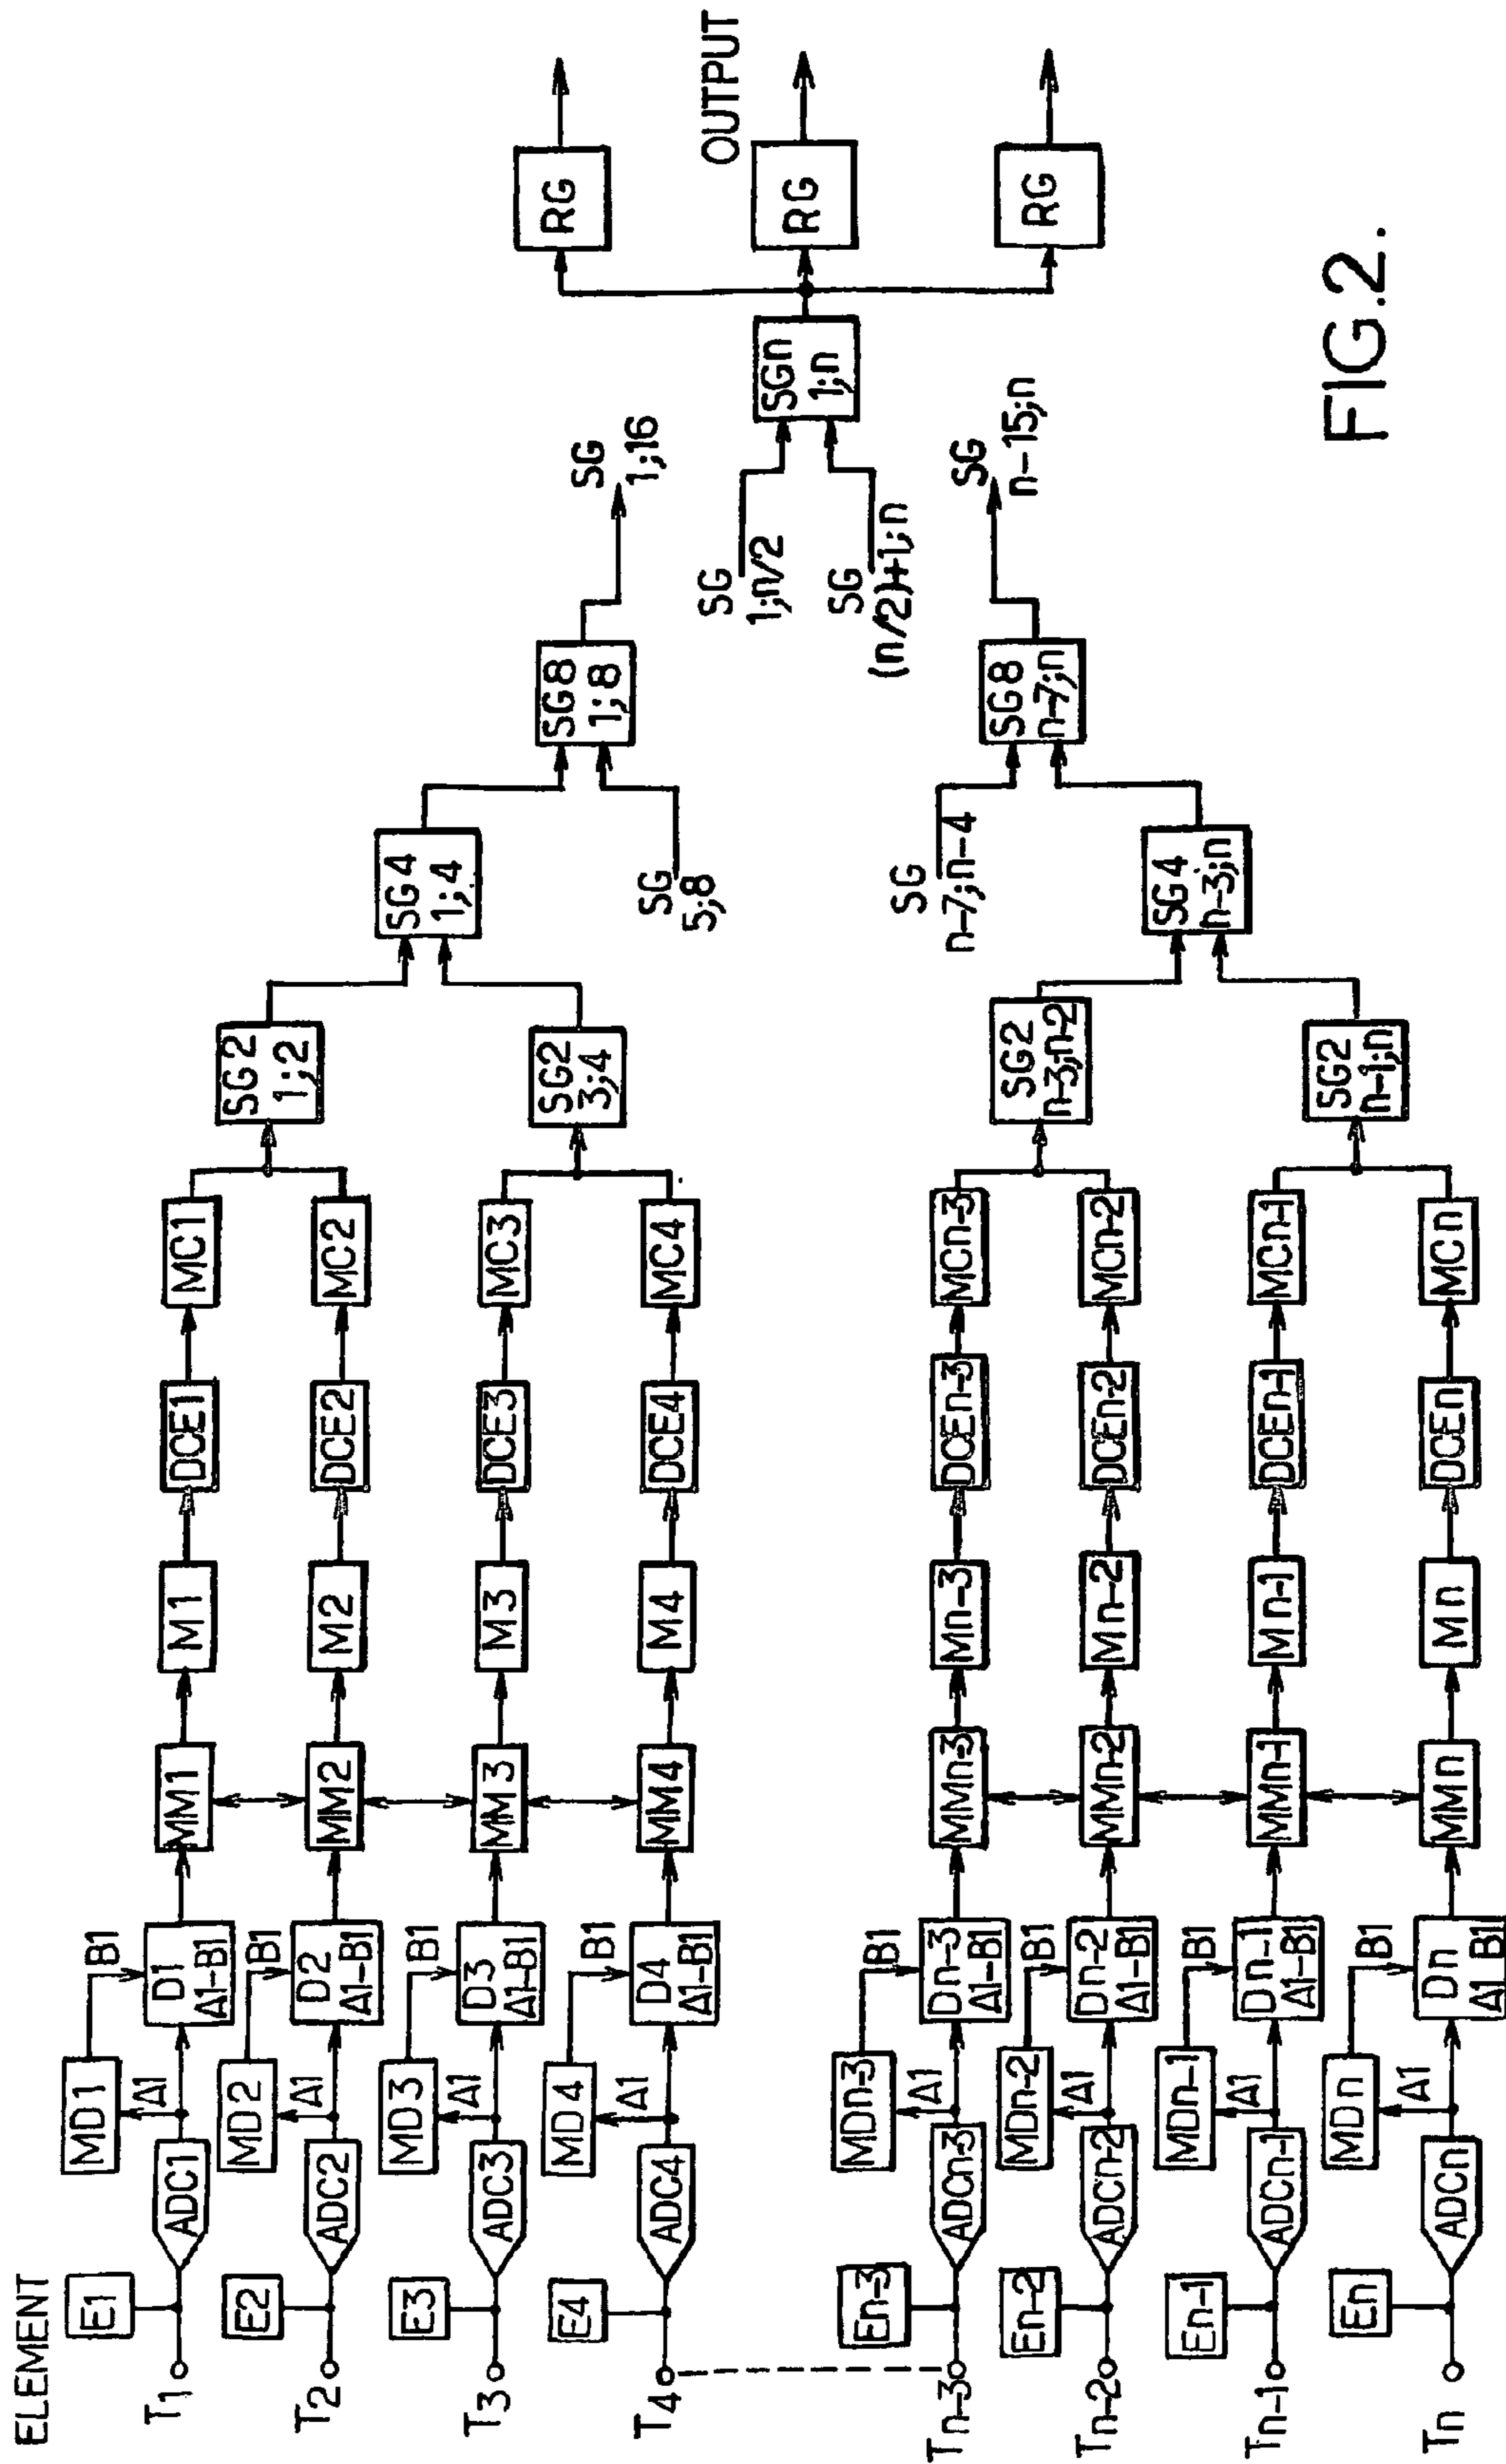 ELEMENT
E1
T1
ADC1
MD1
A1
B1
D1
A1-B1
MM1
M1
DCE1
MC1
E2
T2
ADC2
MD2
A1
B1
D2
A1-B1
MM2
M2
DCE2
MC2
SG2
1;2
E3
T3
ADC3
MD3
A1
B1
D3
A1-B1
MM3
M3
DCE3
MC3
E4
T4
ADC4
MD4
A1
B1
D4
A1-B1
MM4
M4
DCE4
MC4
SG2
3;4
SG4
1;4
SG
5;8
SG8
1;8
SG
1;16
En-3
Tn-3
ADCn-3
MDn-3
A1
B1
Dn-3
A1-B1
MMn-3
Mn-3
DCEn-3
MCn-3
En-2
Tn-2
ADCn-2
MDn-2
A1
B1
Dn-2
A1-B1
MMn-2
Mn-2
DCEn-2
MCn-2
SG2
n-3;n-2
En-1
Tn-1
ADCn-1
MDn-1
A1
B1
Dn-1
A1-B1
MMn-1
Mn-1
DCEn-1
MCn-1
En
Tn
ADCn
MDn
A1
B1
Dn
A1 B1
MMn
Mn
DCEn
MCn
SG2
n-1;n
SG4
n-3;n
SG
n-7;n-4
SG8
n-7;n
SG
n-15;n
SG
1;n/2
SG
(n/2)+1;n
SGn
1;n
RG
RG
RG
OUTPUT
FIG.2.